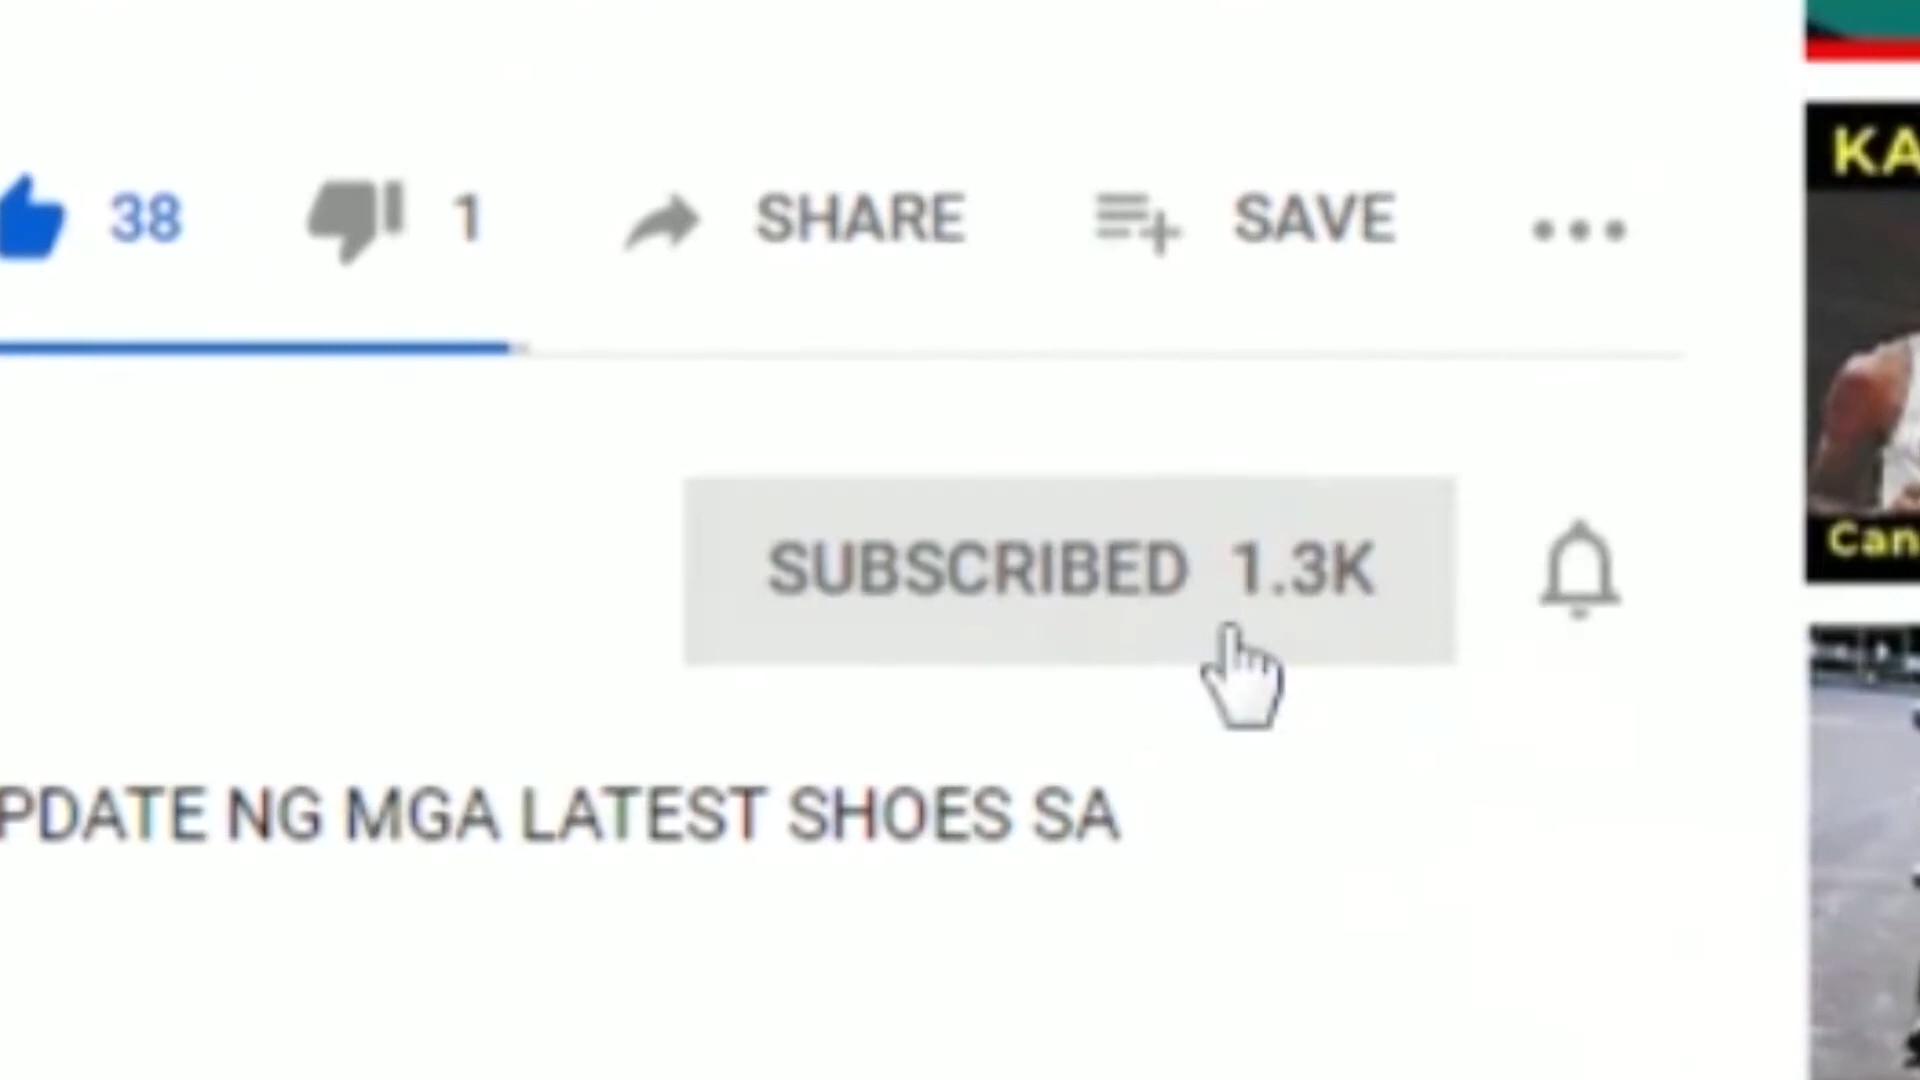 38 1 SHARE SAVE
SUBSCRIBED 1.3K
PDATE NG MGA LATEST SHOES SA
KA
Can